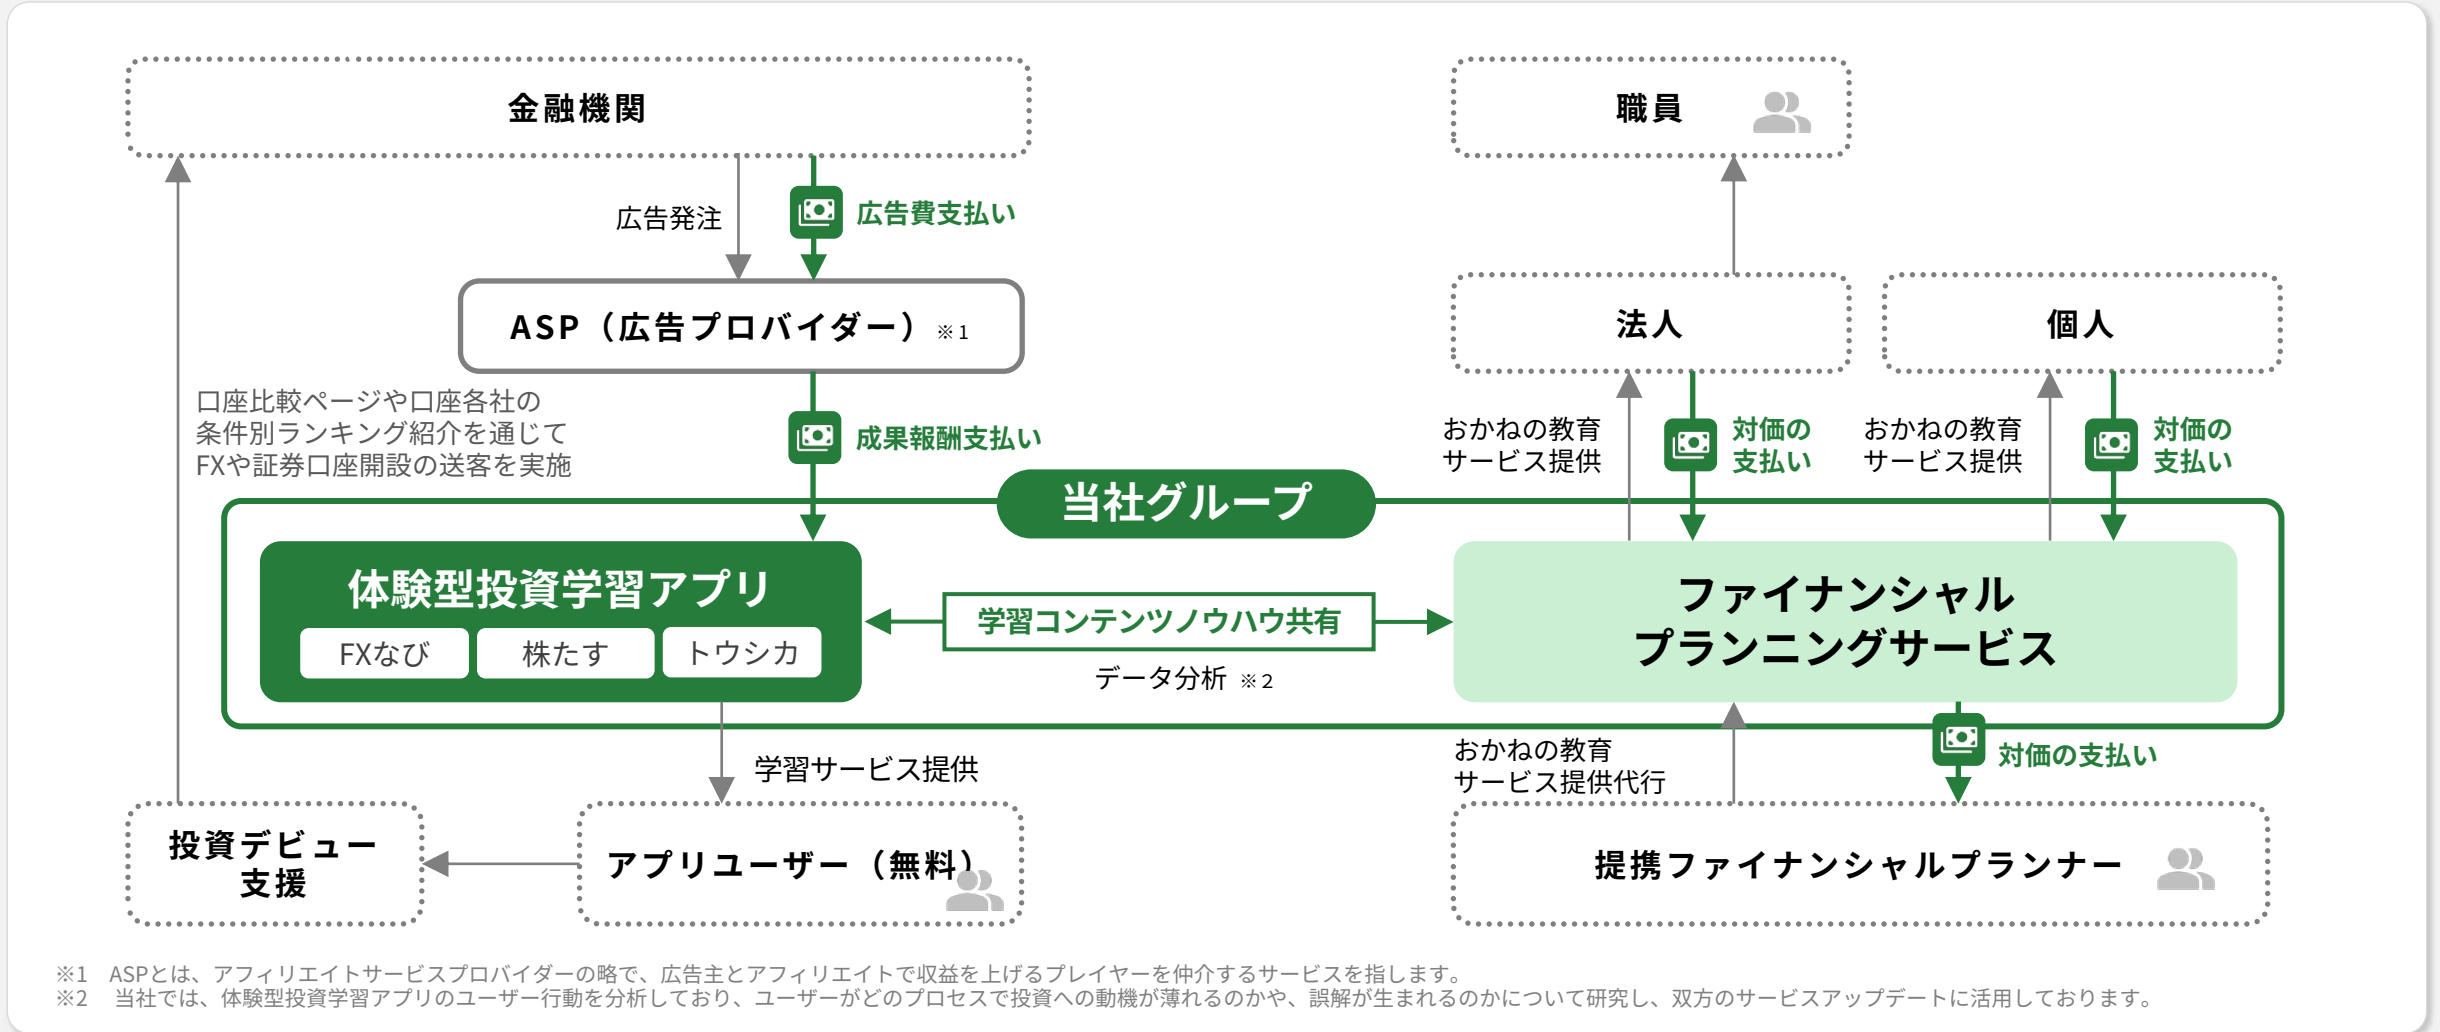 金融機関
職員
広告発注
広告費支払い
ASP（広告プロバイダー）※1
法人
個人
口座比較ページや口座各社の
条件別ランキング紹介を通じて
FXや証券口座開設の送客を実施
成果報酬支払い
おかねの教育
サービス提供
対価の
支払い
おかねの教育
サービス提供
対価の
支払い
当社グループ
体験型投資学習アプリ
FXなび
株たす
トウシカ
学習コンテンツノウハウ共有
データ分析 ※2
ファイナンシャル
プランニングサービス
学習サービス提供
おかねの教育
サービス提供代行
対価の支払い
投資デビュー
支援
アプリユーザー（無料）
提携ファイナンシャルプランナー
※1　ASPとは、アフィリエイトサービスプロバイダーの略で、広告主とアフィリエイトで収益を上げるプレイヤーを仲介するサービスを指します。
※2　当社では、体験型投資学習アプリのユーザー行動を分析しており、ユーザーがどのプロセスで投資への動機が薄れるのかや、誤解が生まれるのかについて研究し、双方のサービスアップデートに活用しております。